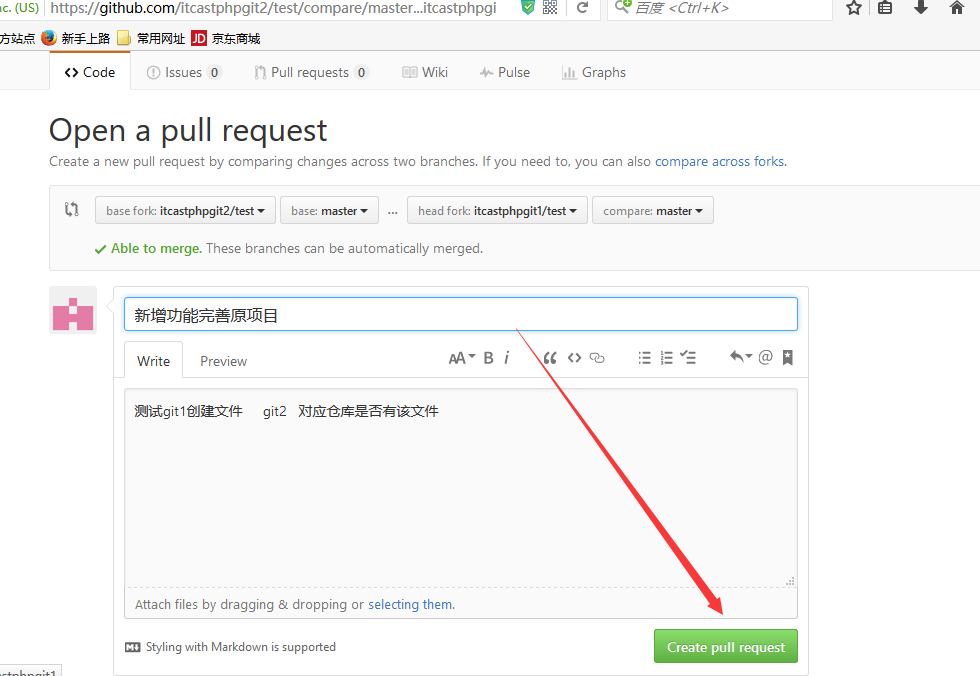 ac. (US) https://github.com/itcastphpgit2/test/compare/master...itcastphpgi 百度 <Ctrl+K>
方站点 新手上路 常用网址 JD 京东商城
Code Issues 0 Pull requests 0 Wiki Pulse Graphs
Open a pull request
Create a new pull request by comparing changes across two branches. If you need to, you can also compare across forks.
base fork: itcastphpgit2/test base: master ... head fork: itcastphpgit1/test compare: master
Able to merge. These branches can be automatically merged.
新增功能完善原项目
Write Preview AA B i
测试git1创建文件 git2 对应仓库是否有该文件
Attach files by dragging & dropping or selecting them.
Styling with Markdown is supported
Create pull request